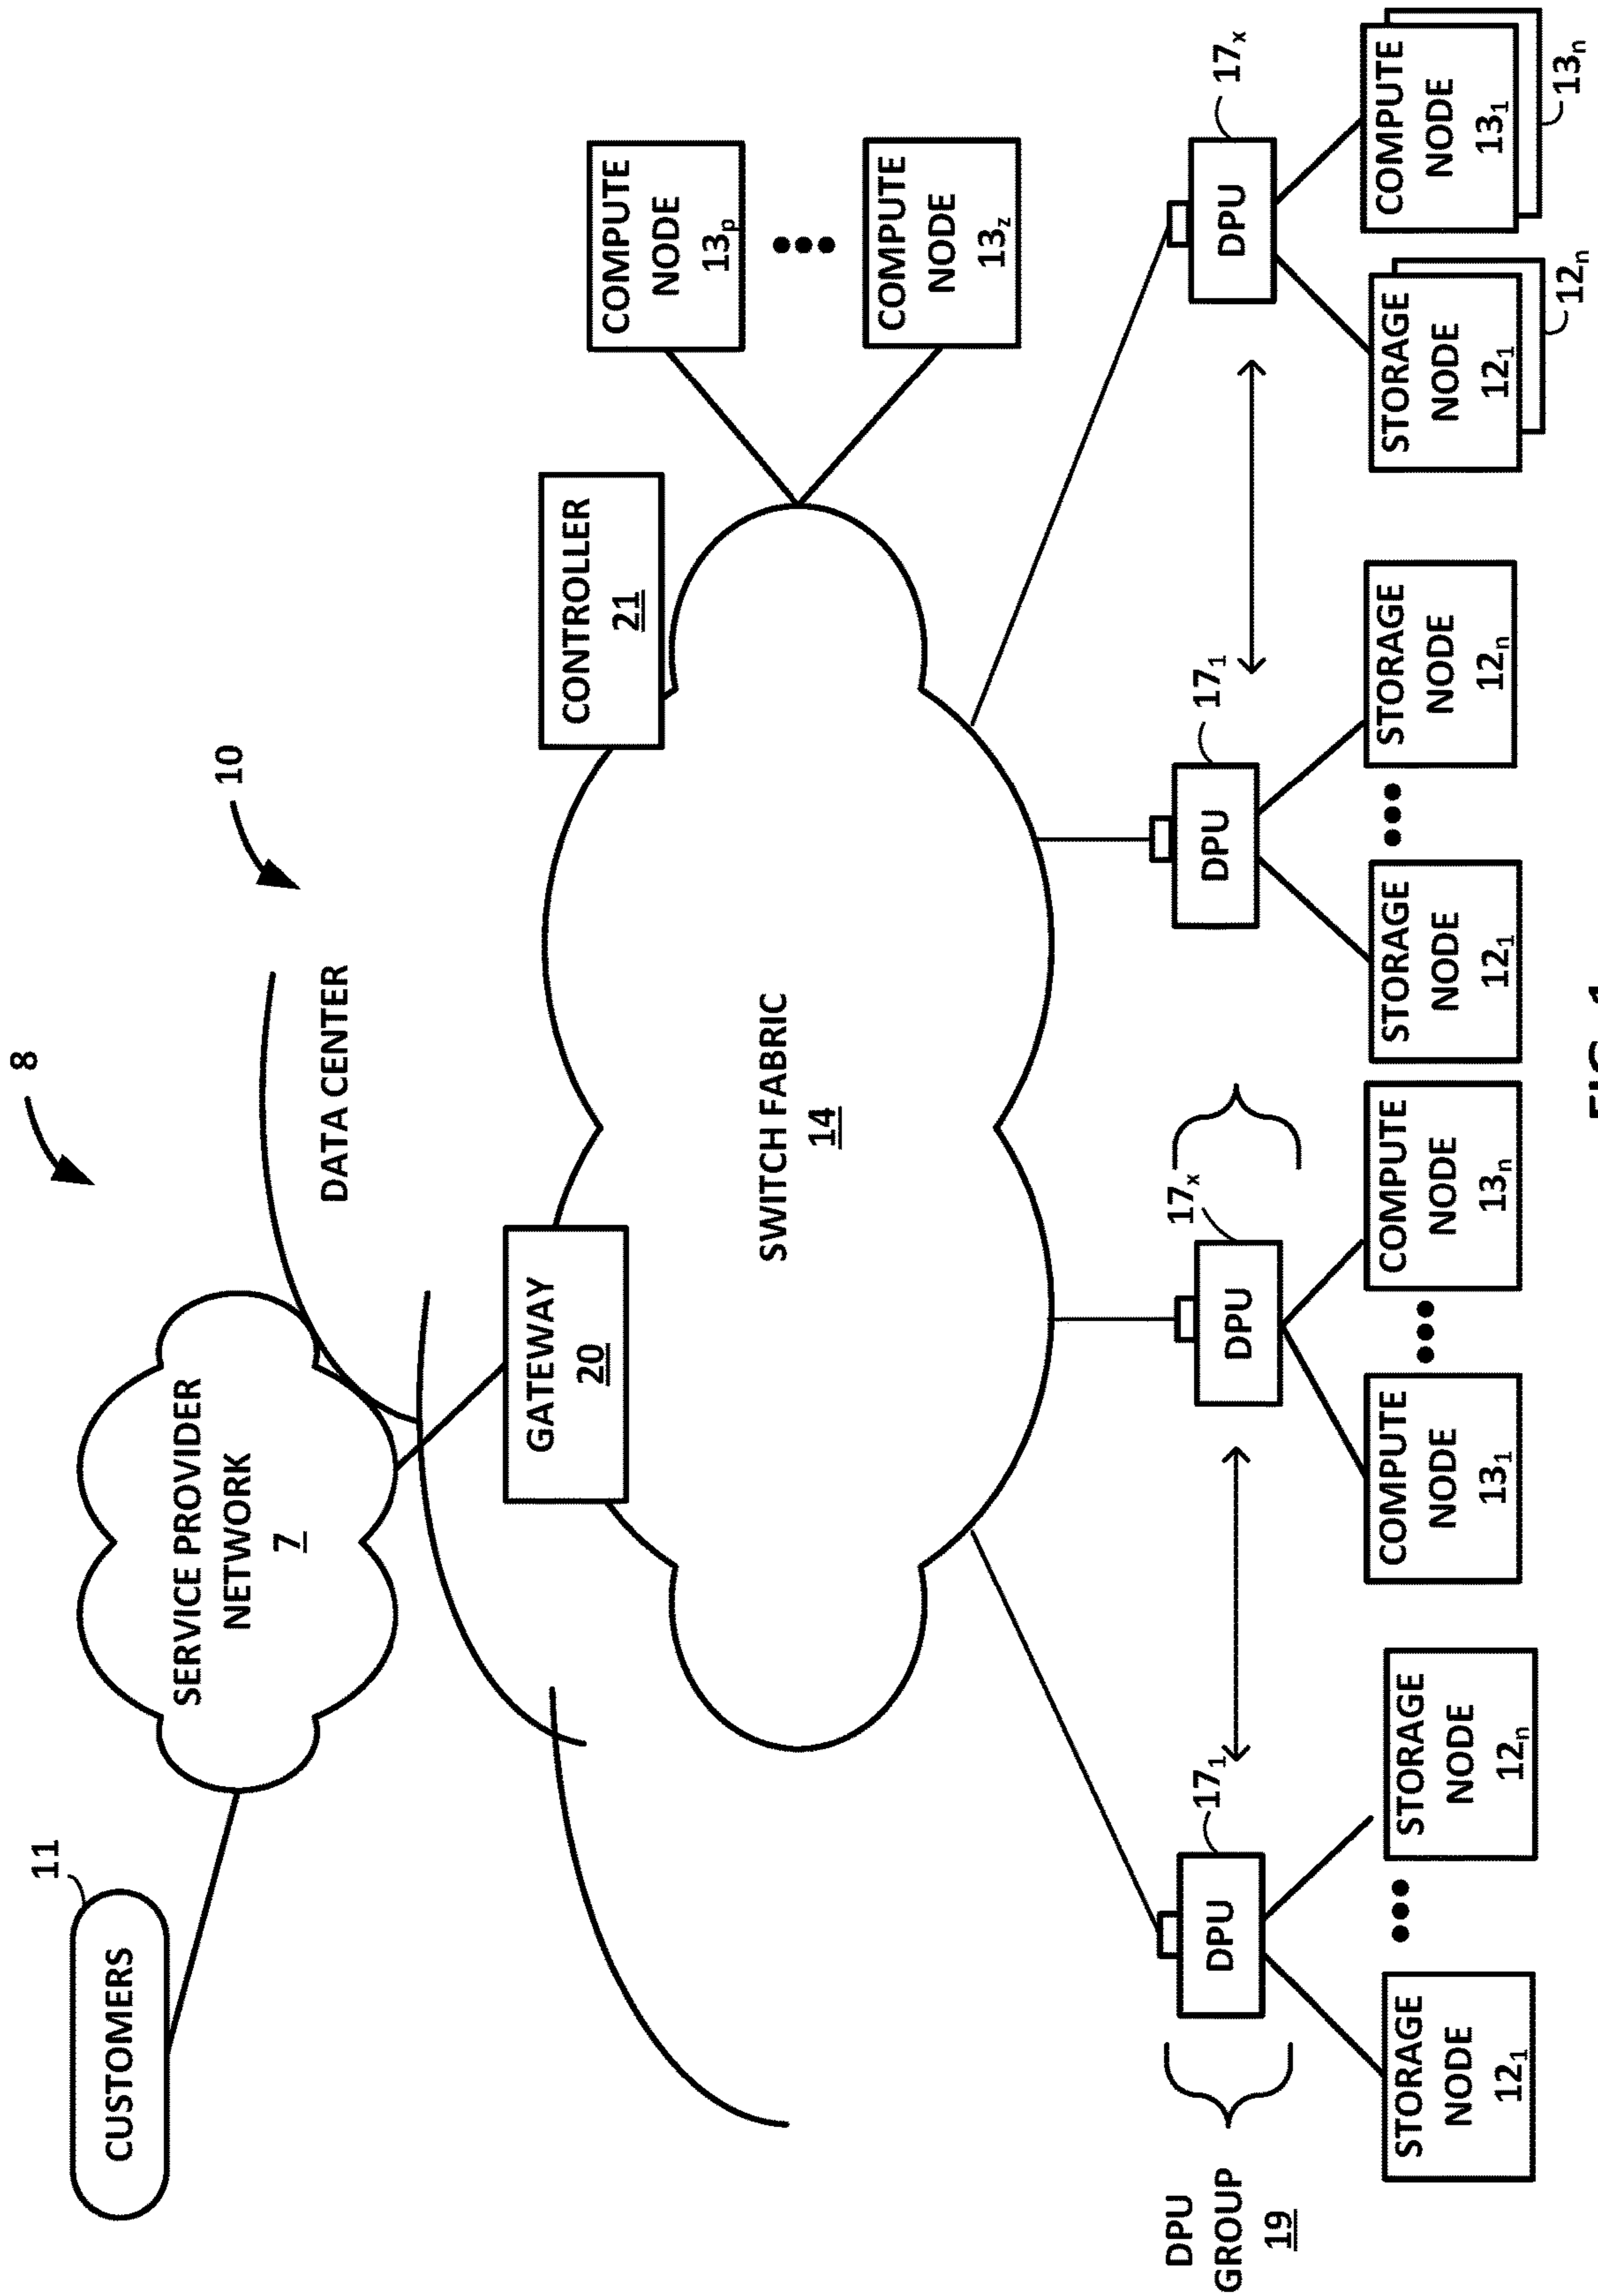 8
11
CUSTOMERS
SERVICE PROVIDER
NETWORK
7
10
DATA CENTER
GATEWAY
20
CONTROLLER
21
COMPUTE
NODE
13p
COMPUTE
NODE
13z
SWITCH FABRIC
14
DPU
GROUP
19
17₁
DPU
17ₓ
DPU
17₁
DPU
17ₓ
DPU
STORAGE
NODE
12₁
STORAGE
NODE
12ₙ
COMPUTE
NODE
13₁
COMPUTE
NODE
13ₙ
STORAGE
NODE
12₁
STORAGE
NODE
12ₙ
STORAGE
NODE
12₁
12ₙ
COMPUTE
NODE
13₁
13ₙ
FIG. 1